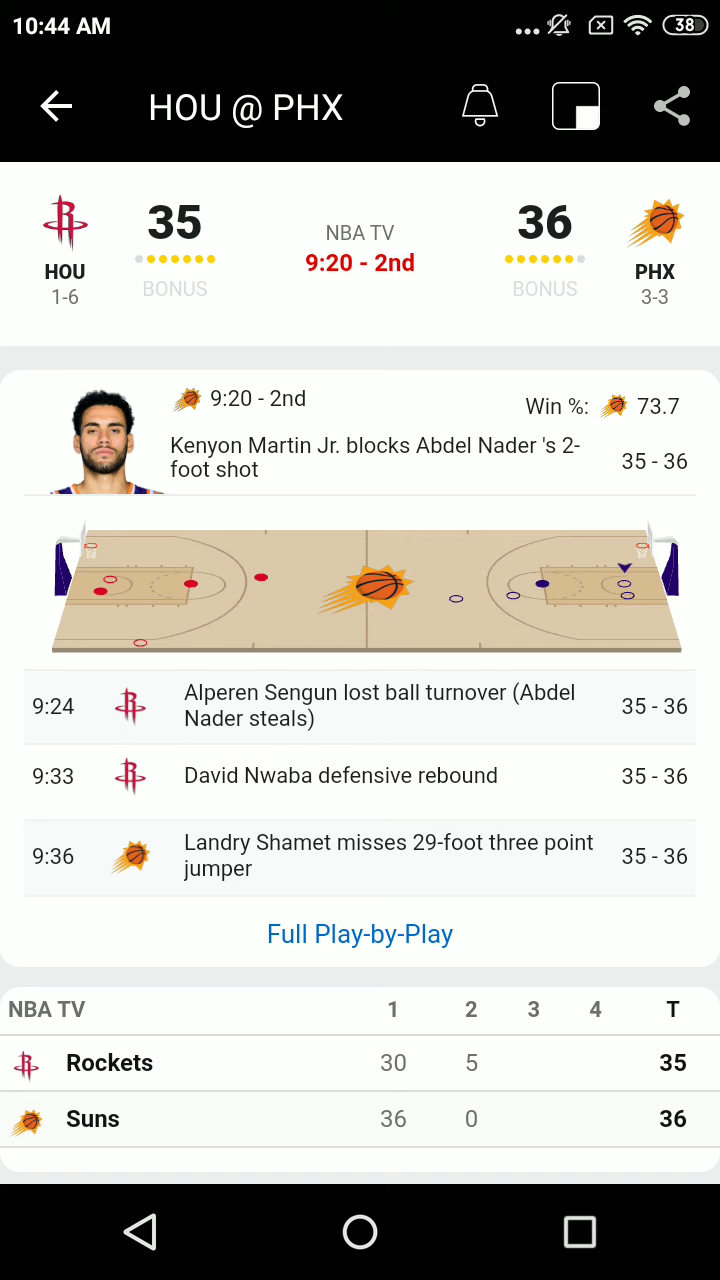 10:44 AM
38
HOU @ PHX
35
NBA TV
36
9:20 - 2nd
HOU
PHX
BONUS
BONUS
1-6
3-3
9:20 - 2nd
Win %: 73.7
Kenyon Martin Jr. blocks Abdel Nader 's 2-
foot shot
35 - 36
9:24
Alperen Sengun lost ball turnover (Abdel
Nader steals)
35 - 36
9:33
David Nwaba defensive rebound
35 - 36
9:36
Landry Shamet misses 29-foot three point
jumper
35 - 36
Full Play-by-Play
NBA TV 1 2 3 4 T
Rockets 30 5 35
Suns 36 0 36